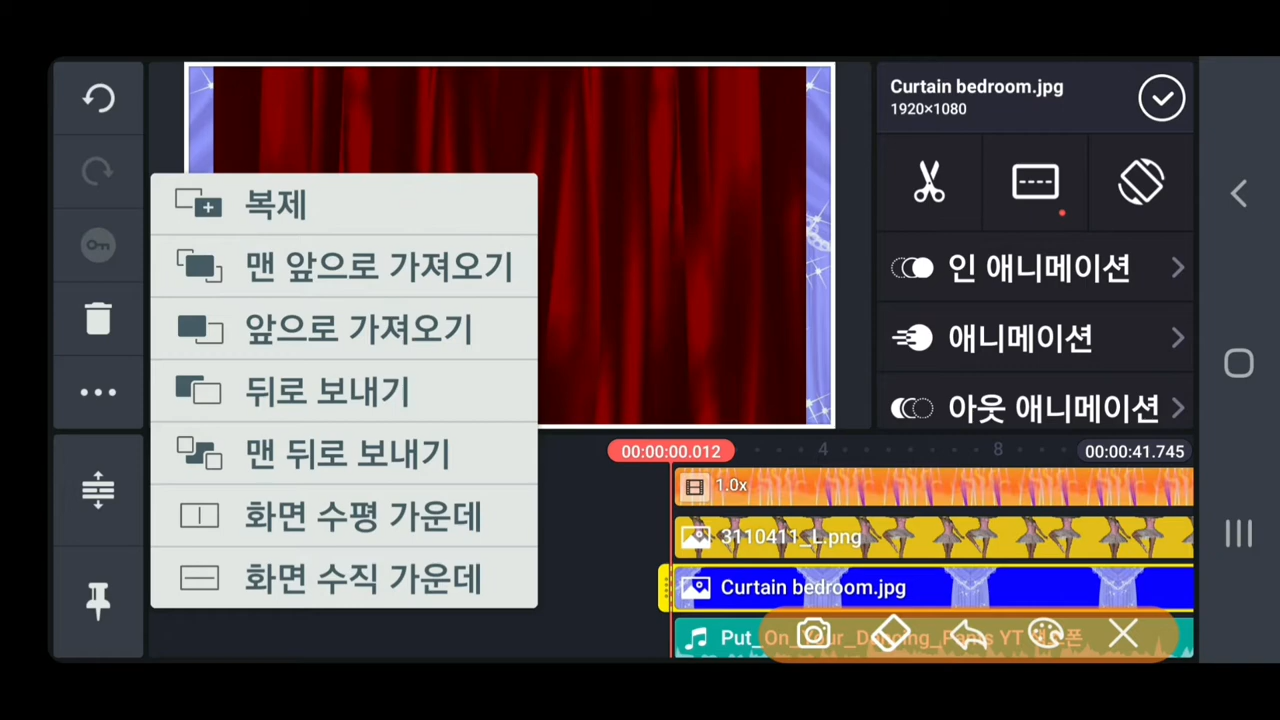 Curtain bedroom.jpg
1920×1080
복제
맨 앞으로 가져오기
앞으로 가져오기
뒤로 보내기
맨 뒤로 보내기
화면 수평 가운데
화면 수직 가운데
인 애니메이션
애니메이션
아웃 애니메이션
00:00:00.012
4
8
00:00:41.745
1.0x
3110411_L.png
Curtain bedroom.jpg
Put_On_Your_Dancing_Pants YT